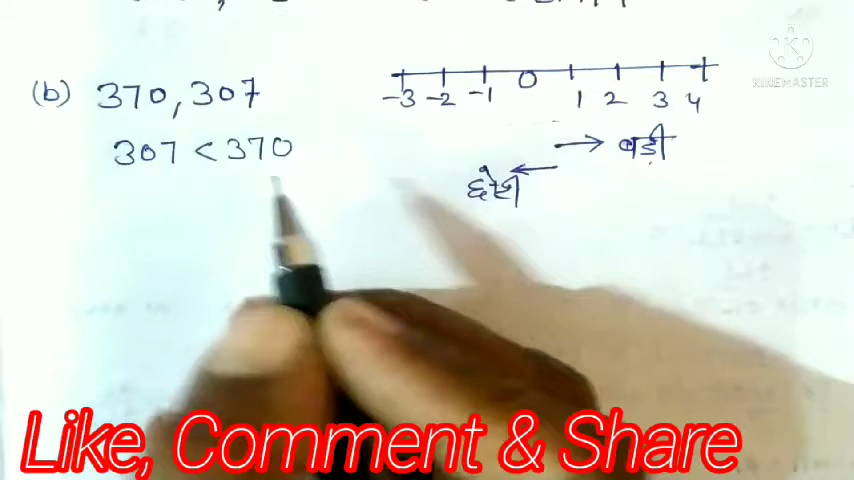 (b) 370, 307
307 < 370
-3 -2 -1 0 1 2 3 4
→ बड़ी
←
KINEMASTER
Like, Comment & Share